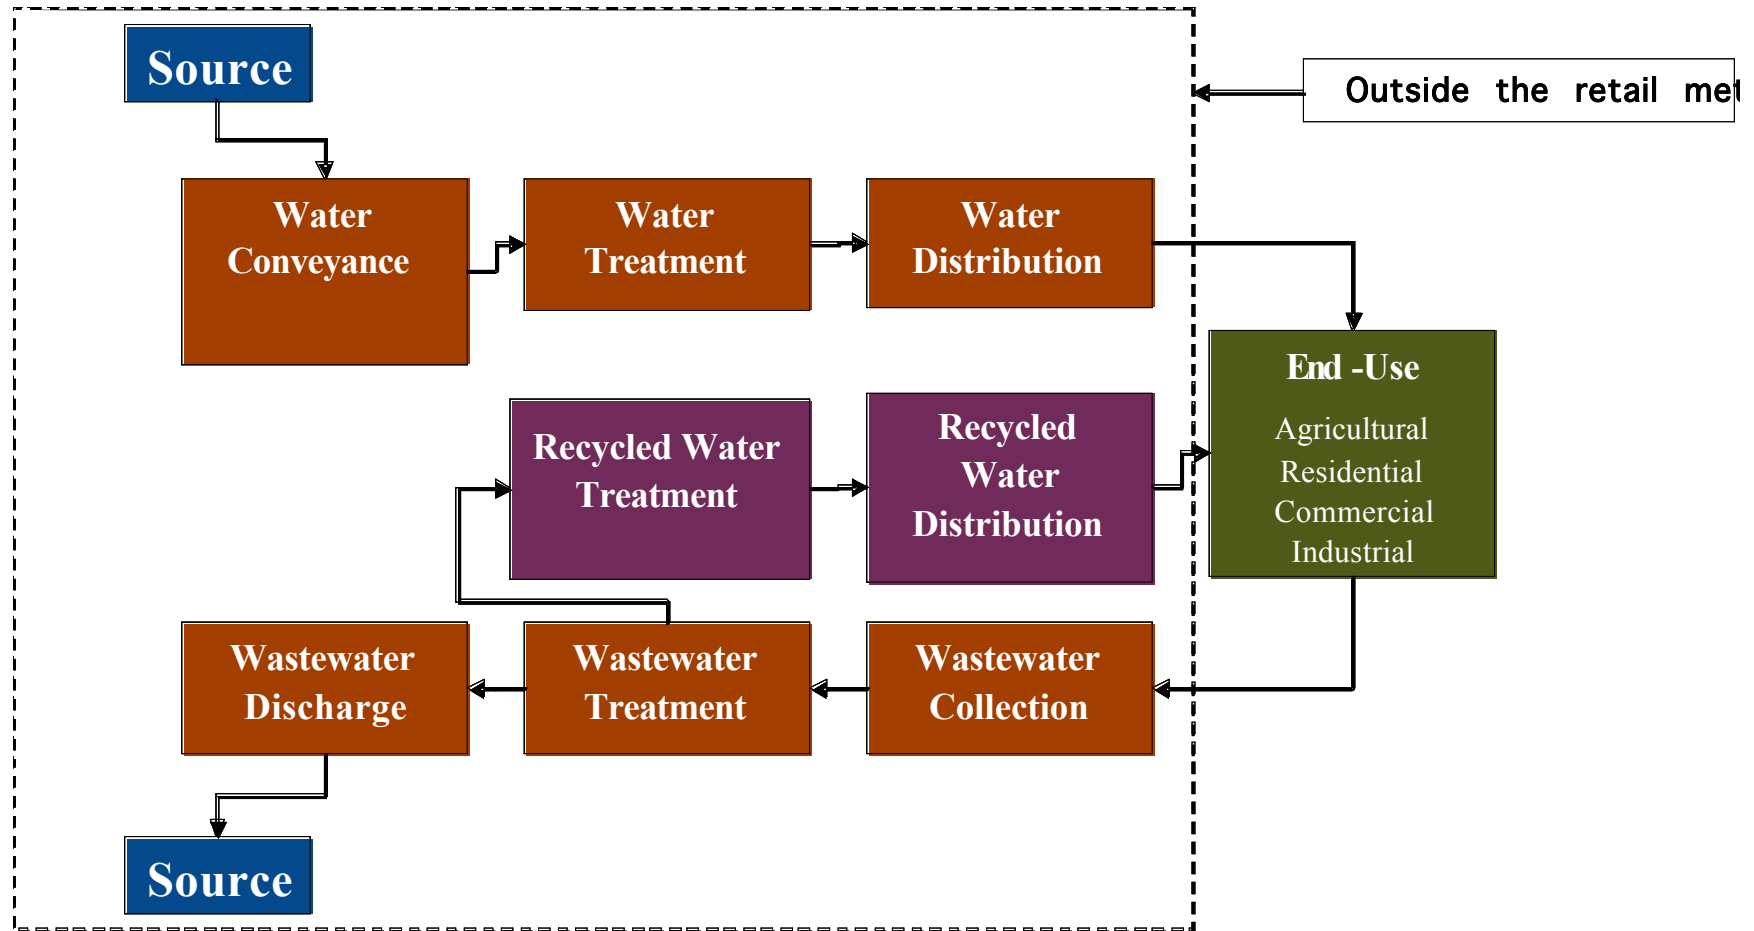 Source
Outside the retail
Water
Conveyance
Water
Treatment
Water
Distribution
End -Use
Agricultural
Residential
Commercial
Industrial
Recycled Water
Treatment
Recycled
Water
Distribution
Wastewater
Discharge
Wastewater
Treatment
Wastewater
Collection
Source